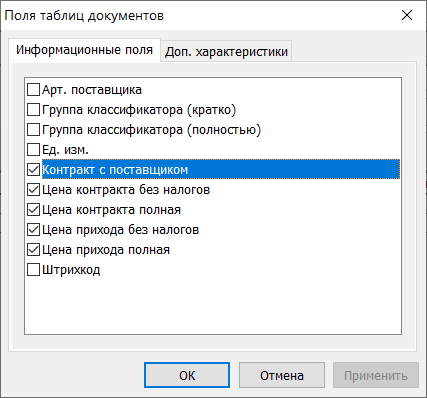 Поля таблиц документов
Информационные поля
Доп. характеристики
Арт. поставщика
Группа классификатора (кратко)
Группа классификатора (полностью)
Ед. изм.
Контракт с поставщиком
Цена контракта без налогов
Цена контракта полная
Цена прихода без налогов
Цена прихода полная
Штрихкод
ОК
Отмена
Применить